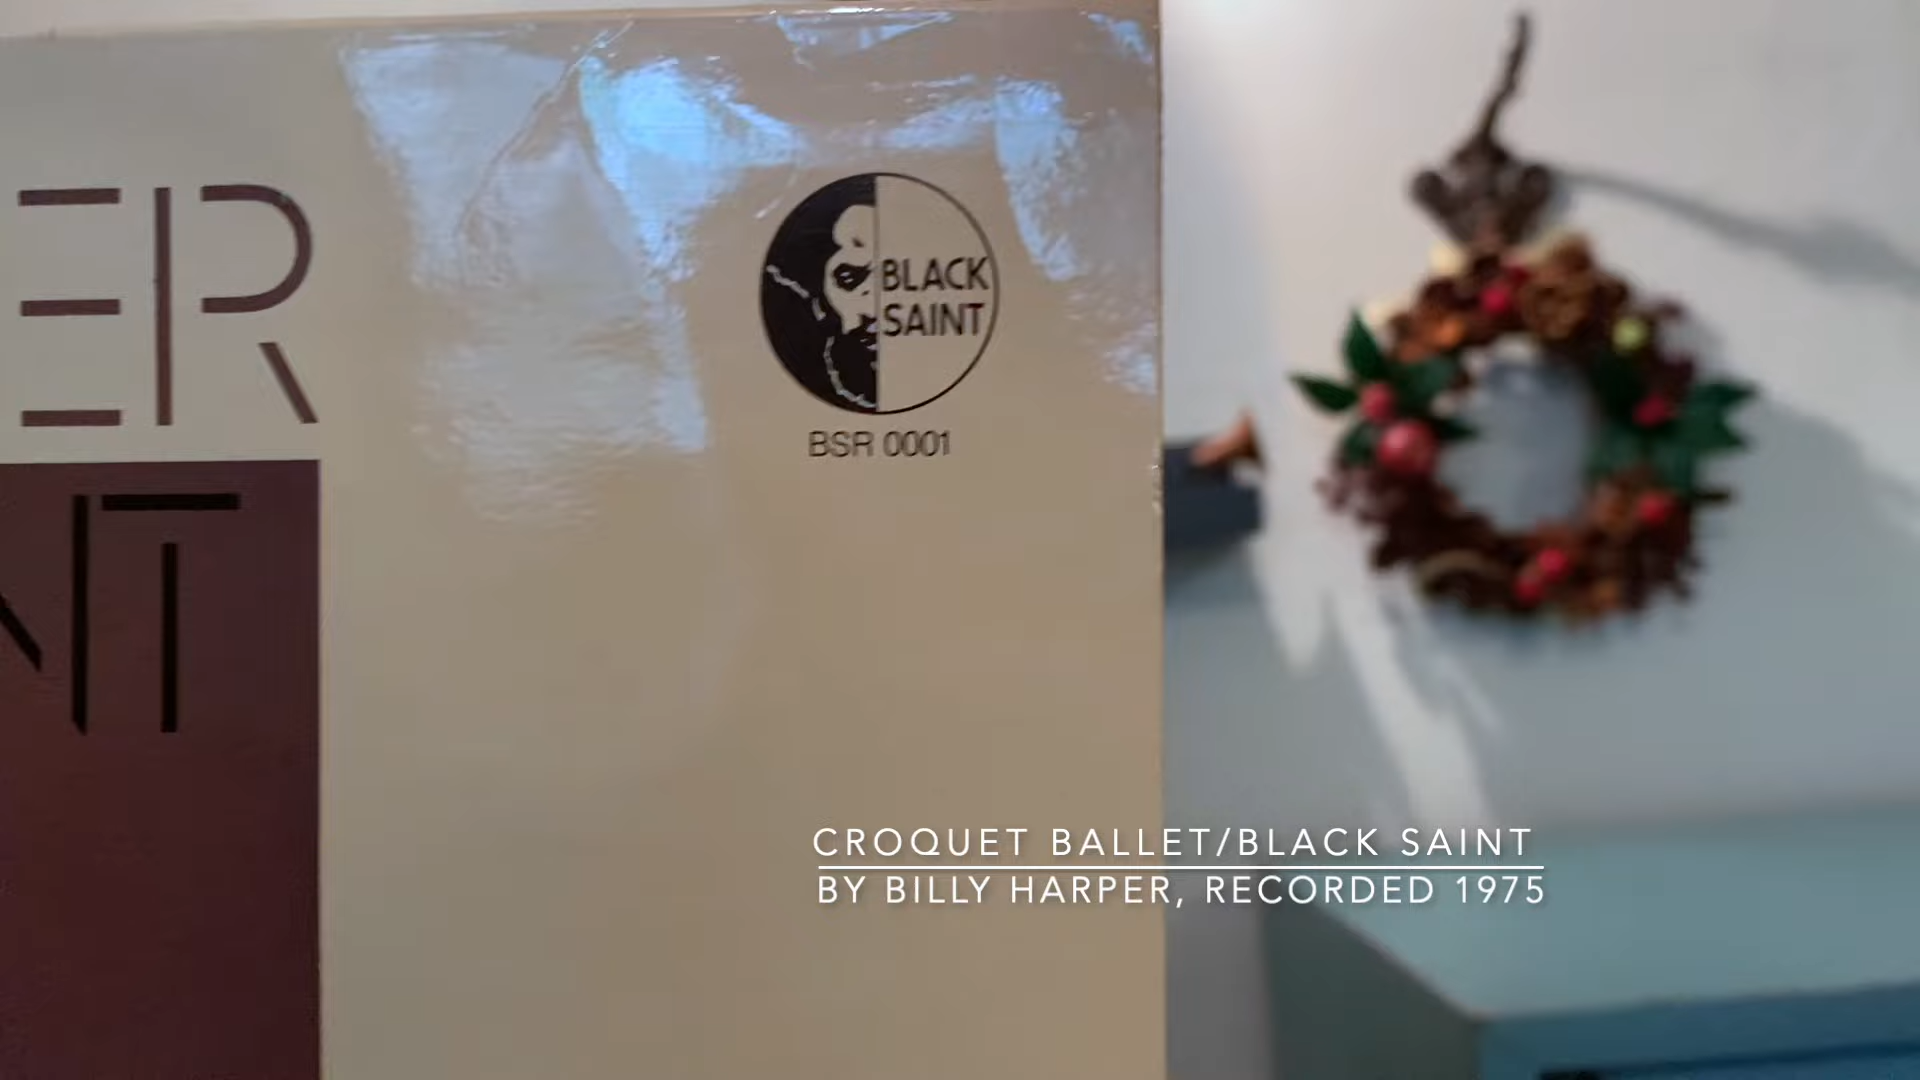 ER
NT
BLACK
SAINT
BSR 0001
CROQUET BALLET/BLACK SAINT
BY BILLY HARPER, RECORDED 1975